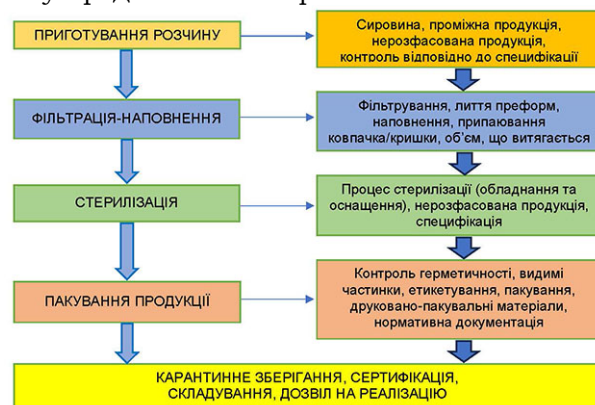 ПРИГОТУВАННЯ РОЗЧИНУ
Сировина, проміжна продукція,
нерозфасована продукція,
контроль відповідно до специфікації
ФІЛЬТРАЦІЯ-НАПОВНЕННЯ
Фільтрування, лиття преформ,
наповнення, припаювання
ковпачка/кришки, об’єм, що витягається
СТЕРИЛІЗАЦІЯ
Процес стерилізації (обладнання та
оснащення), нерозфасована продукція,
специфікація
ПАКУВАННЯ ПРОДУКЦІЇ
Контроль герметичності, видимі
частинки, етикетування, пакування,
друковано-пакувальні матеріали,
нормативна документація
КАРАНТИННЕ ЗБЕРІГАННЯ, СЕРТИФІКАЦІЯ,
СКЛАДУВАННЯ, ДОЗВІЛ НА РЕАЛІЗАЦІЮ